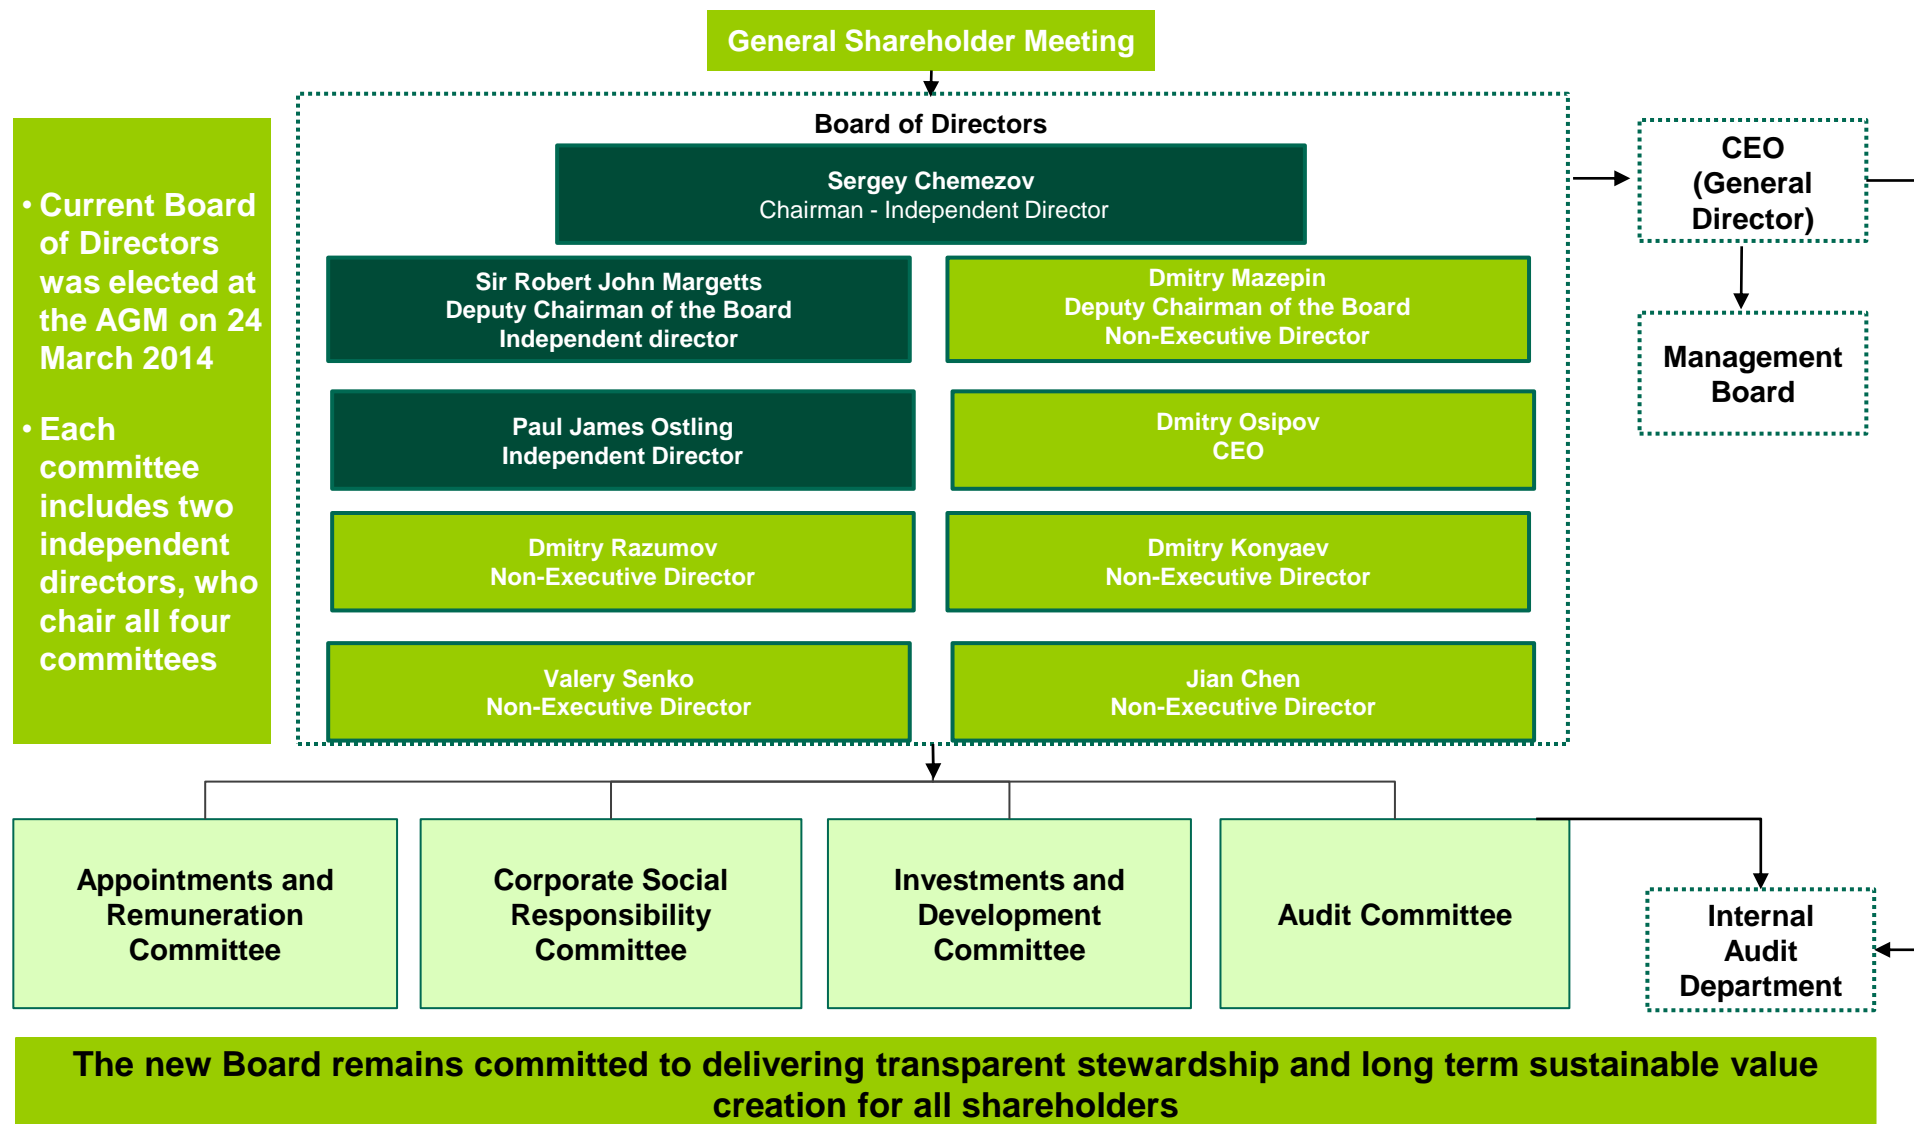 General Shareholder Meeting
• Current Board
of Directors
was elected at
the AGM on 24
March 2014
• Each
committee
includes two
independent
directors, who
chair all four
committees
Board of Directors
Sergey Chemezov
Chairman - Independent Director
Sir Robert John Margetts
Deputy Chairman of the Board
Independent director
Dmitry Mazepin
Deputy Chairman of the Board
Non-Executive Director
Paul James Ostling
Independent Director
Dmitry Osipov
CEO
Dmitry Razumov
Non-Executive Director
Dmitry Konyaev
Non-Executive Director
Valery Senko
Non-Executive Director
Jian Chen
Non-Executive Director
CEO
(General
Director)
Management
Board
Appointments and
Remuneration
Committee
Corporate Social
Responsibility
Committee
Investments and
Development
Committee
Audit Committee
Internal
Audit
Department
The new Board remains committed to delivering transparent stewardship and long term sustainable value
creation for all shareholders